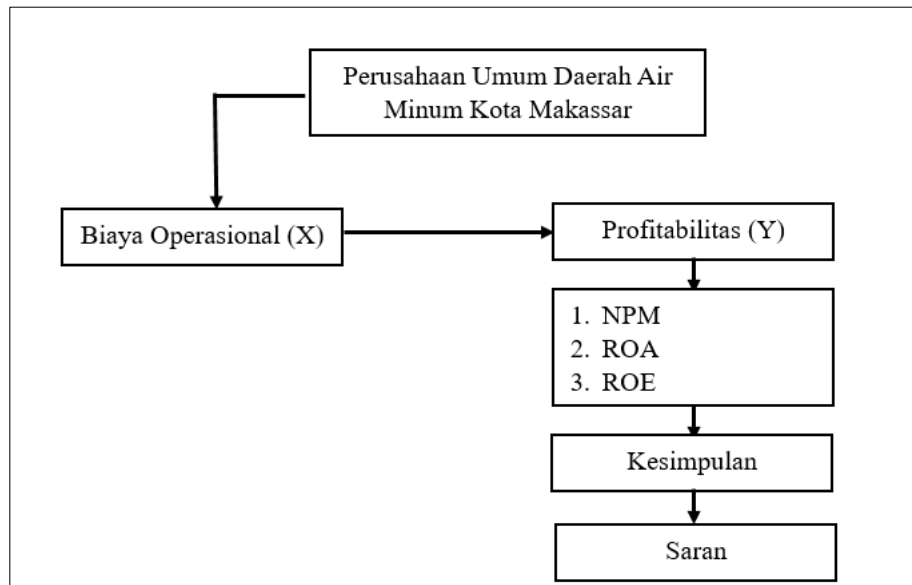 Perusahaan Umum Daerah Air
Minum Kota Makassar
Biaya Operasional (X)
Profitabilitas (Y)
1. NPM
2. ROA
3. ROE
Kesimpulan
Saran